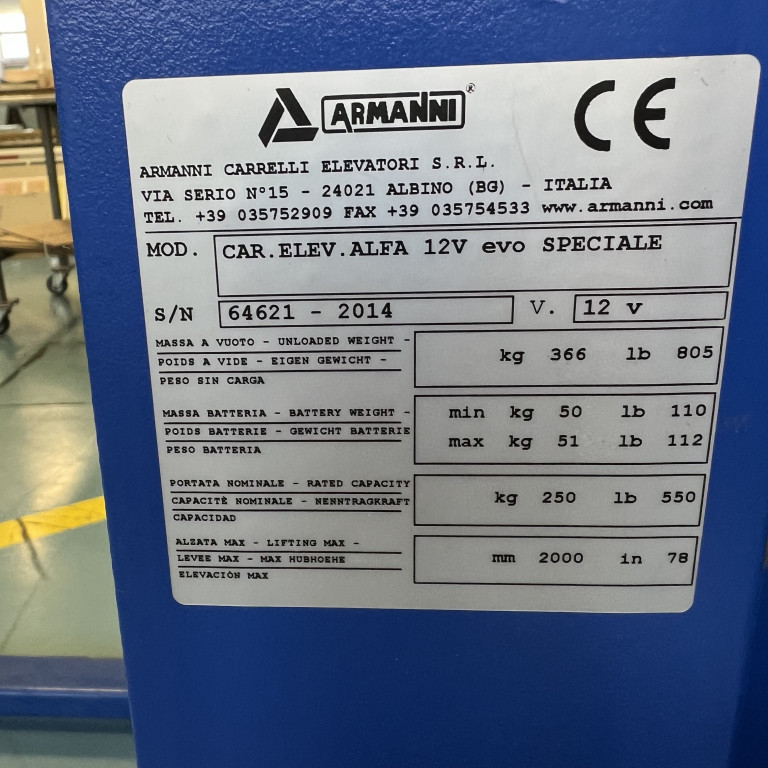 ARMANNI® CE
ARMANNI CARRELLI ELEVATORI S.R.L.
VIA SERIO N°15 - 24021 ALBINO (BG) - ITALIA
TEL. +39 035752909 FAX +39 035754533 www.armanni.com
MOD. CAR.ELEV.ALFA 12V evo SPECIALE
S/N 64621 - 2014 V. 12 v
MASSA A VUOTO - UNLOADED WEIGHT -
POIDS A VIDE - EIGEN GEWICHT -
PESO SIN CARGA
kg 366 lb 805
MASSA BATTERIA - BATTERY WEIGHT -
POIDS BATTERIE - GEWICHT BATTERIE
PESO BATTERIA
min kg 50 lb 110
max kg 51 lb 112
PORTATA NOMINALE - RATED CAPACITY
CAPACITÈ NOMINALE - NENNTRAGKRAFT
CAPACIDAD
kg 250 lb 550
ALZATA MAX - LIFTING MAX -
LEVEE MAX - MAX HUBHOEHE
ELEVACIÓN MAX
mm 2000 in 78